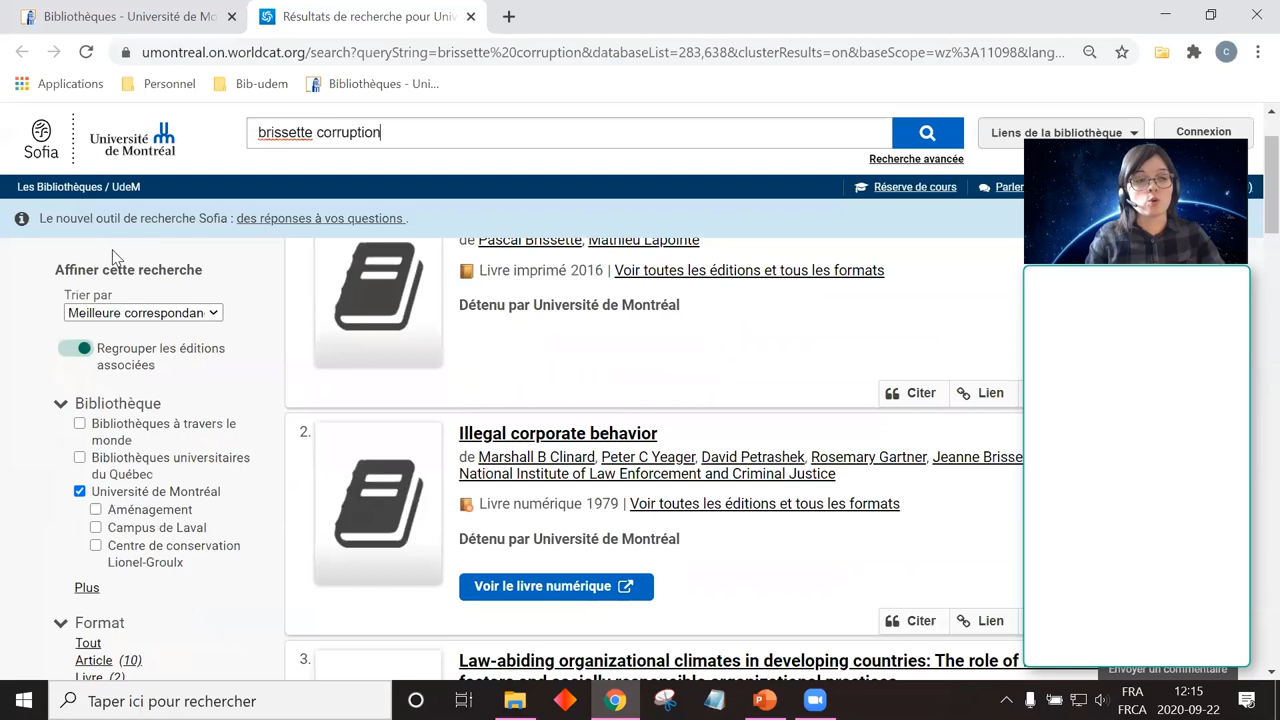 Bibliothèques - Université de Mo
Résultats de recherche pour Univ
umontreal.on.worldcat.org/search?queryString=brissette%20corruption&databaseList=283,638&clusterResults=on&baseScope=wz%3A11098&lang...
C
Applications
Personnel
Bib-udem
Bibliothèques - Uni...
Sofia
Université
de Montréal
brissette corruption
Liens de la bibliothèque
Connexion
Recherche avancée
Les Bibliothèques / UdeM
Réserve de cours
Parler
)
Le nouvel outil de recherche Sofia : des réponses à vos questions .
Affiner cette recherche
Trier par
Meilleure correspondan
Regrouper les éditions
associées
Bibliothèque
Bibliothèques à travers le
monde
Bibliothèques universitaires
du Québec
Université de Montréal
Aménagement
Campus de Laval
Centre de conservation
Lionel-Groulx
Plus
Format
Tout
Article (10)
Livre (2)
de Pascal Brissette, Mathieu Lapointe
Livre imprimé 2016 | Voir toutes les éditions et tous les formats
Détenu par Université de Montréal
Citer
Lien
2.
Illegal corporate behavior
de Marshall B Clinard, Peter C Yeager, David Petrashek, Rosemary Gartner, Jeanne Brisse
National Institute of Law Enforcement and Criminal Justice
Livre numérique 1979 | Voir toutes les éditions et tous les formats
Détenu par Université de Montréal
Voir le livre numérique
Citer
Lien
3.
Law-abiding organizational climates in developing countries: The role of
Envoyer un commentaire
Taper ici pour rechercher
FRA
FRCA
12:15
2020-09-22